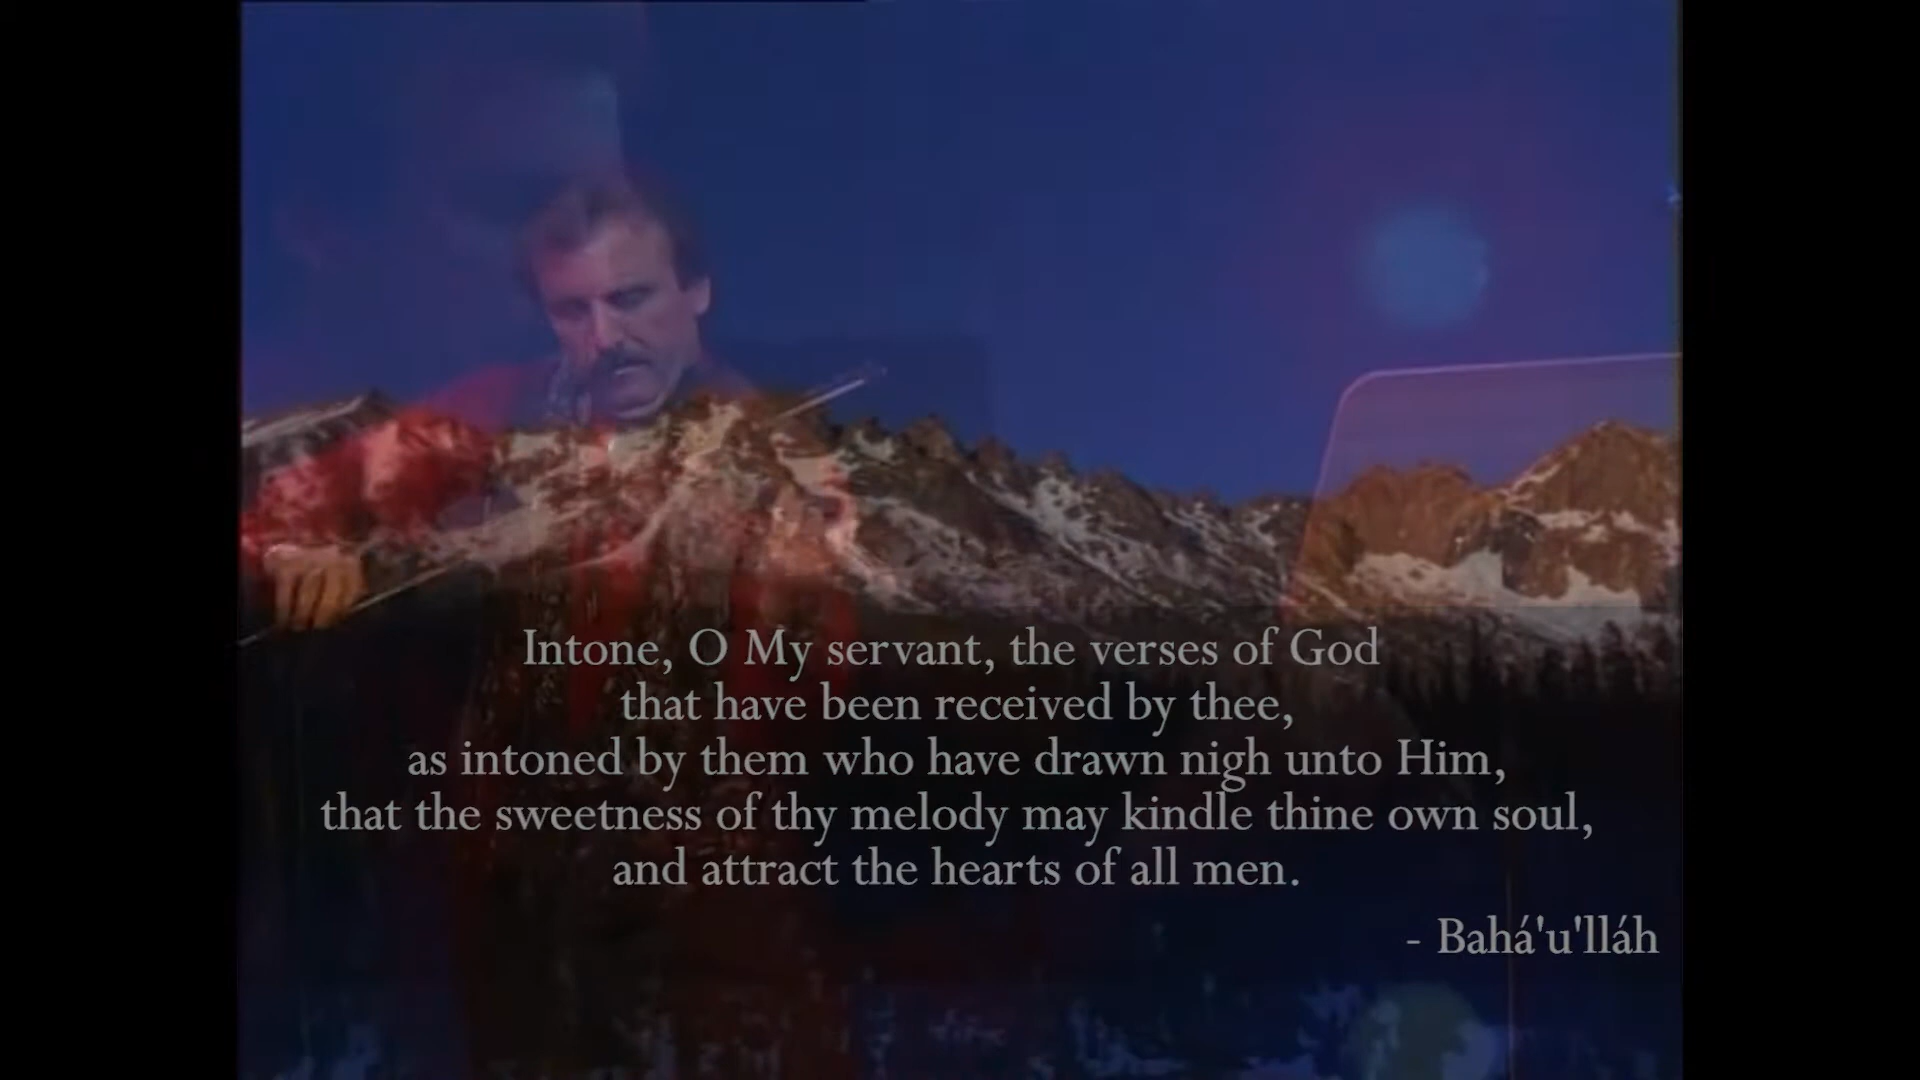 Intone, O My servant, the verses of God
that have been received by thee,
as intoned by them who have drawn nigh unto Him,
that the sweetness of thy melody may kindle thine own soul,
and attract the hearts of all men.
- Bahá'u'lláh